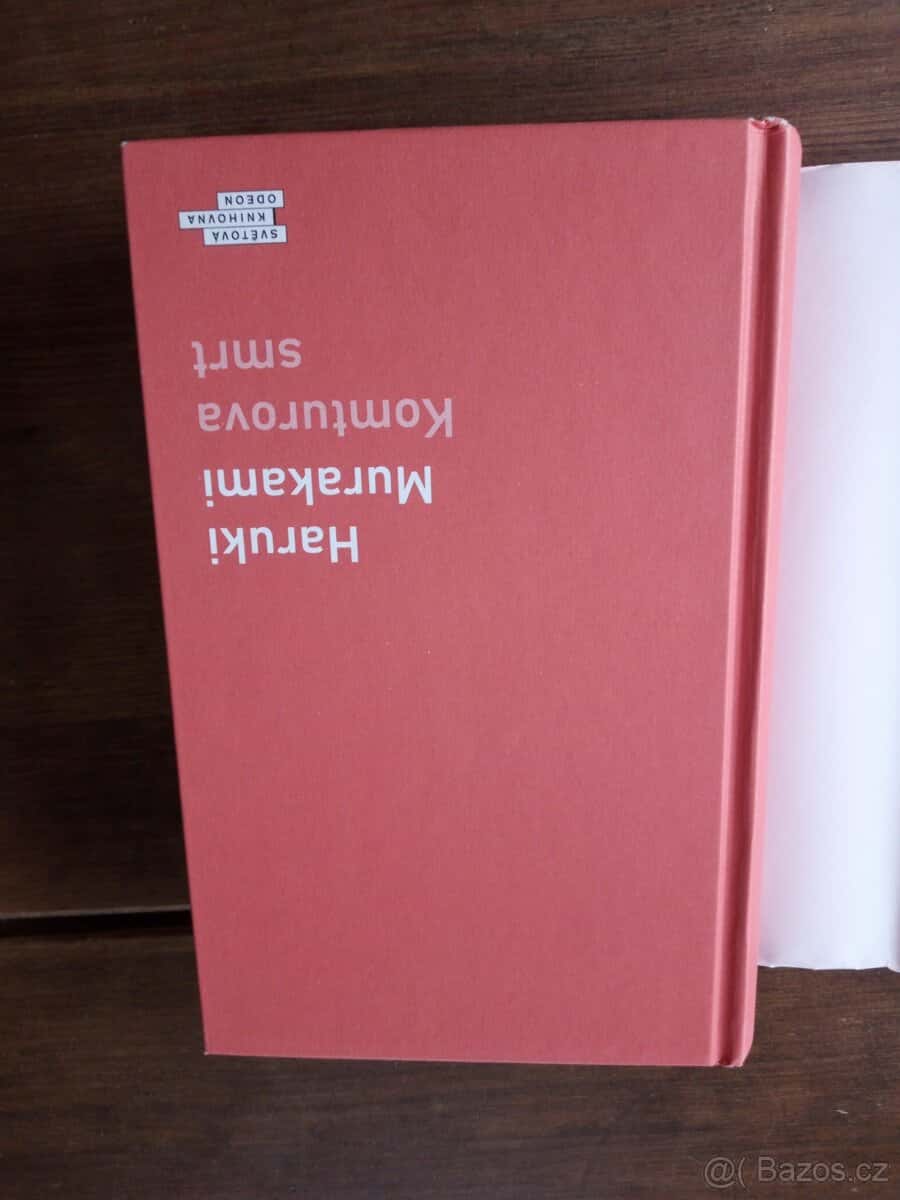 Haruki
Murakami
Komturova
smrt
SVĚTOVÁ
KNIHOVNA
ODEON
@( Bazos.cz